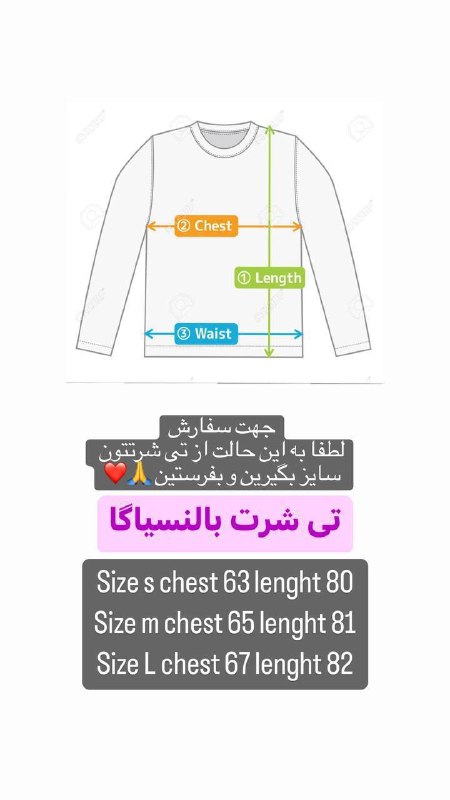 ② Chest
① Length
③ Waist
جهت سفارش
لطفا به این حالت از تی شرتتون
سایز بگیرین و بفرستین🙏❤️
تی شرت بالنسیاگا
Size s chest 63 lenght 80
Size m chest 65 lenght 81
Size L chest 67 lenght 82